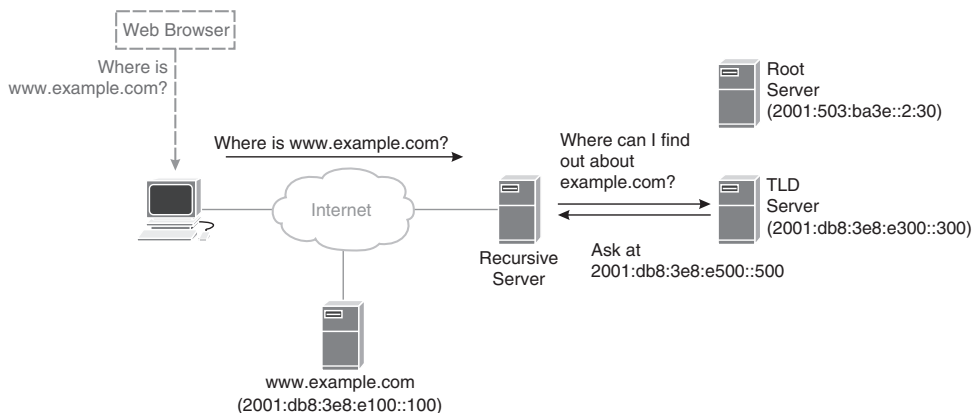 Web Browser
Where is
www.example.com?
Where is www.example.com?
Internet
Recursive
Server
Where can I find
out about
example.com?
Ask at
2001:db8:3e8:e500::500
Root
Server
(2001:503:ba3e::2:30)
TLD
Server
(2001:db8:3e8:e300::300)
www.example.com
(2001:db8:3e8:e100::100)